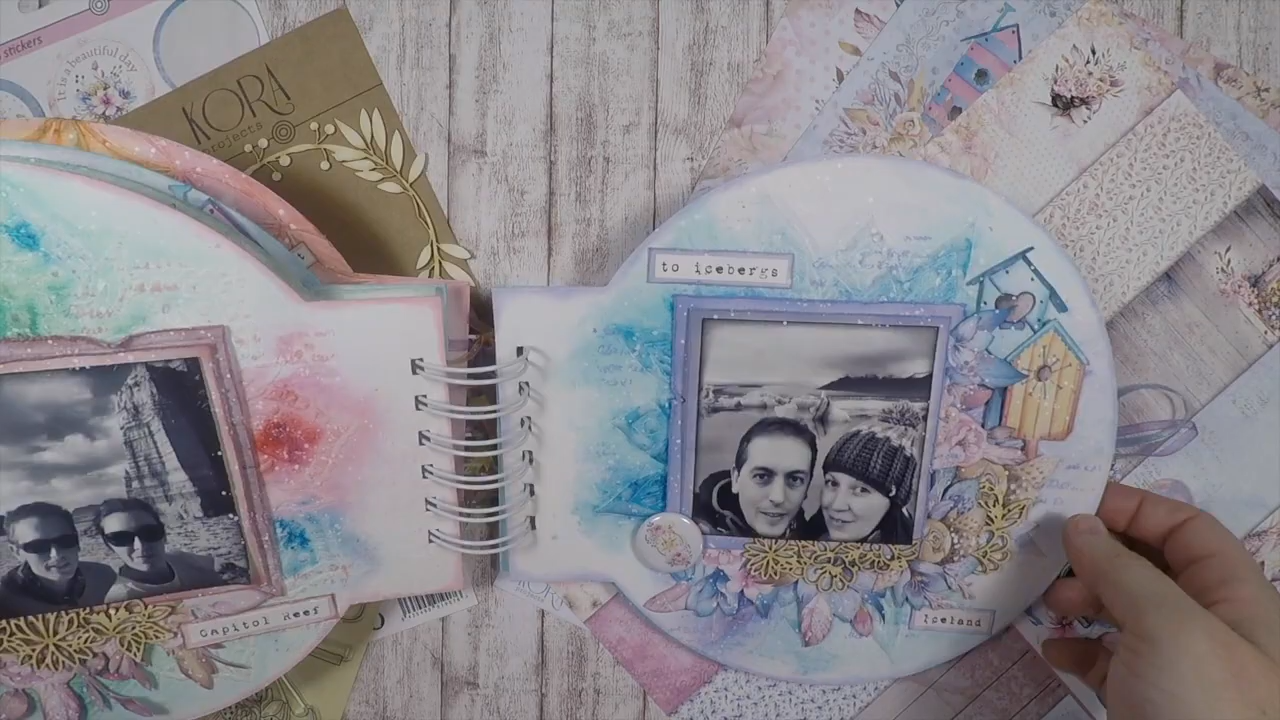 stickers
it is a beautiful day
KORA
projects
to icebergs
Capitol Reef
Iceland